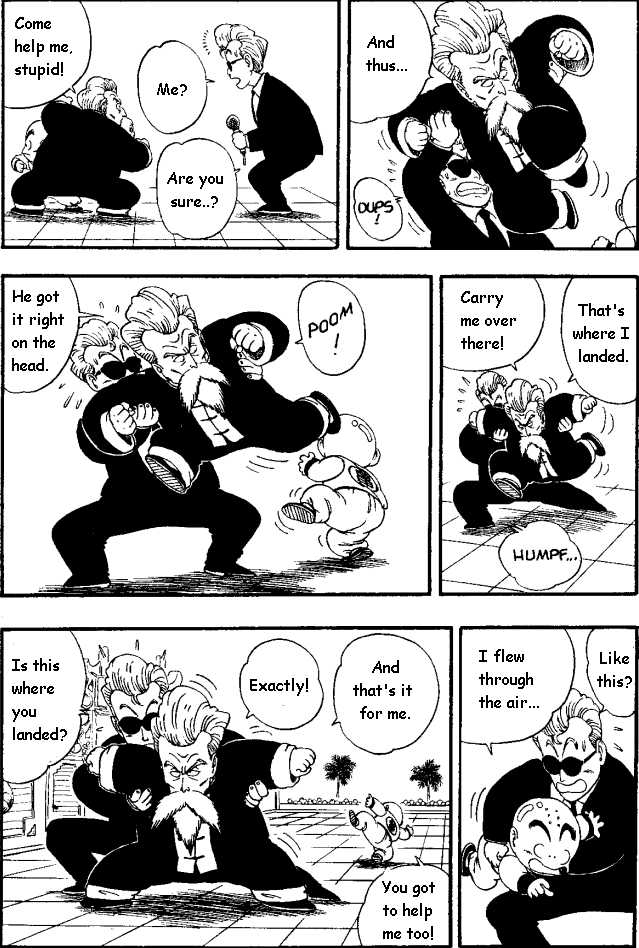 Come
help me,
stupid!
Me?
Are you
sure..?
And
thus...
OUPS
!
He got
it right
on the
head.
POOM
!
Carry
me over
there!
That's
where I
landed.
HUMPF...
Is this
where
you
landed?
Exactly!
And
that's it
for me.
You got
to help
me too!
I flew
through
the air...
Like
this?